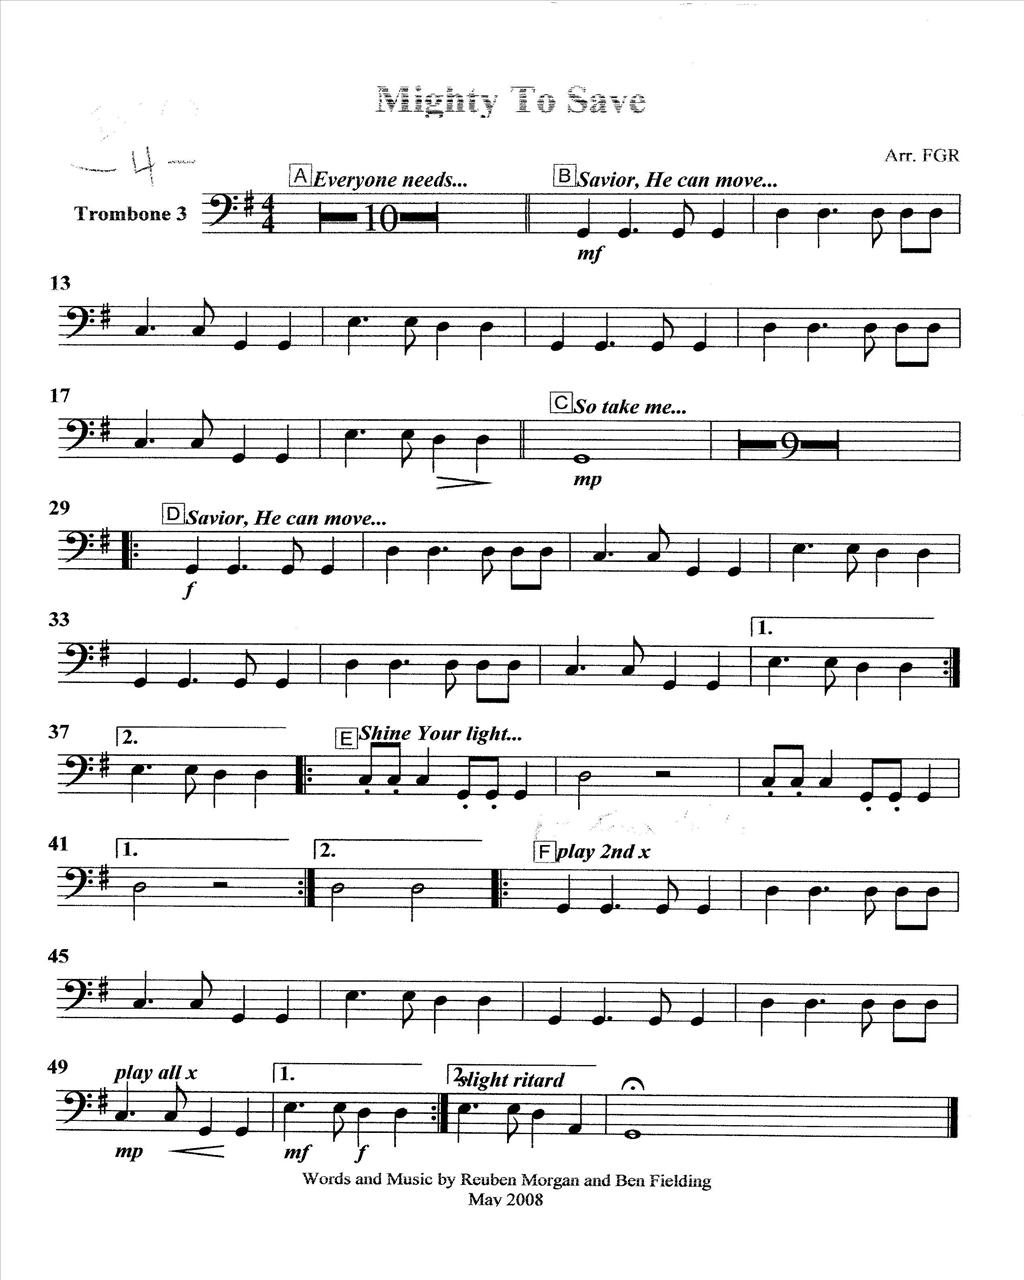 Mighty To Save
Arr. FGR
- 4 -
A Everyone needs...
B Savior, He can move...
Trombone 3
4
4
10
mf
13
17
C So take me...
9
mp
29
D Savior, He can move...
f
33
1.
37
2.
E Shine Your light...
41
1.
2.
F play 2nd x
45
49
play all x
1.
2.
slight ritard
mp
mf
f
Words and Music by Reuben Morgan and Ben Fielding
May 2008